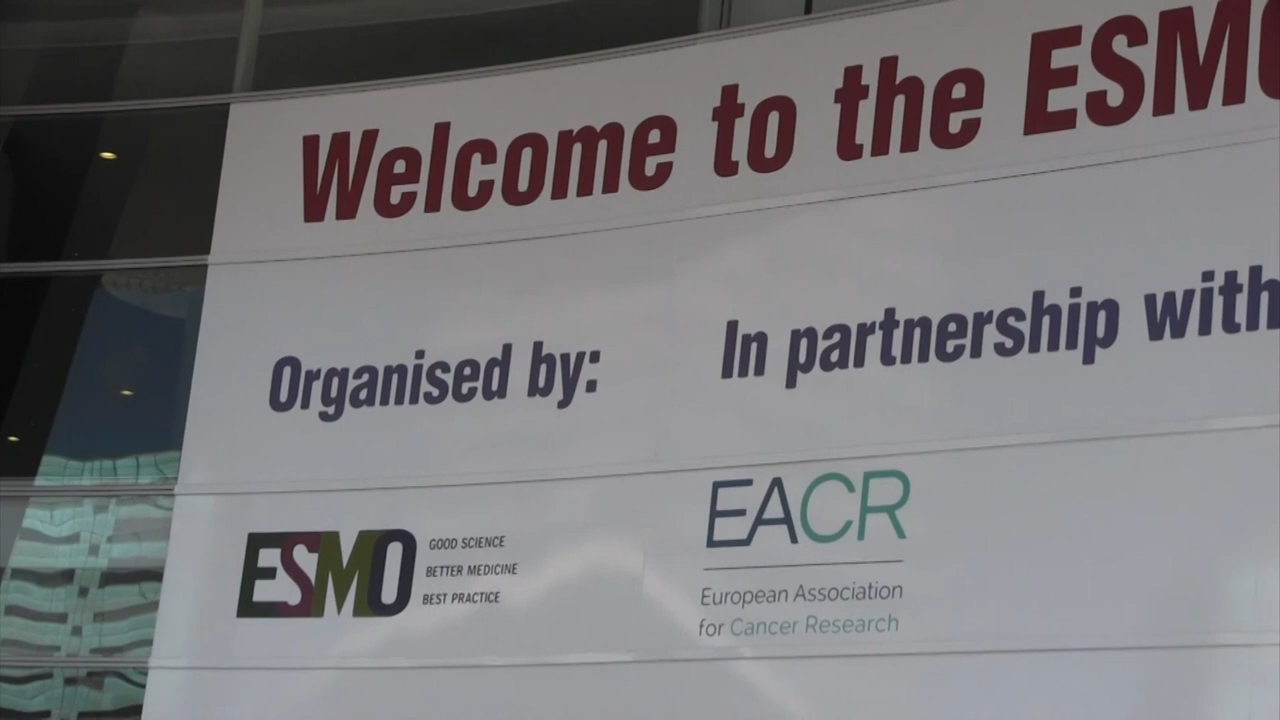 Welcome to the ESMO
Organised by:
In partnership with
ESMO
GOOD SCIENCE
BETTER MEDICINE
BEST PRACTICE
EACR
European Association
for Cancer Research